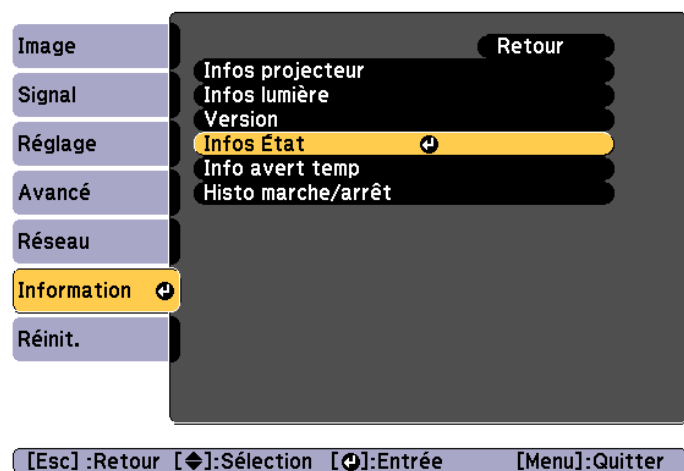 Image
Signal
Réglage
Avancé
Réseau
Information
Réinit.
Retour
Infos projecteur
Infos lumière
Version
Infos État
Info avert temp
Histo marche/arrêt
[Esc] :Retour [◆]:Sélection [↵]:Entrée [Menu]:Quitter